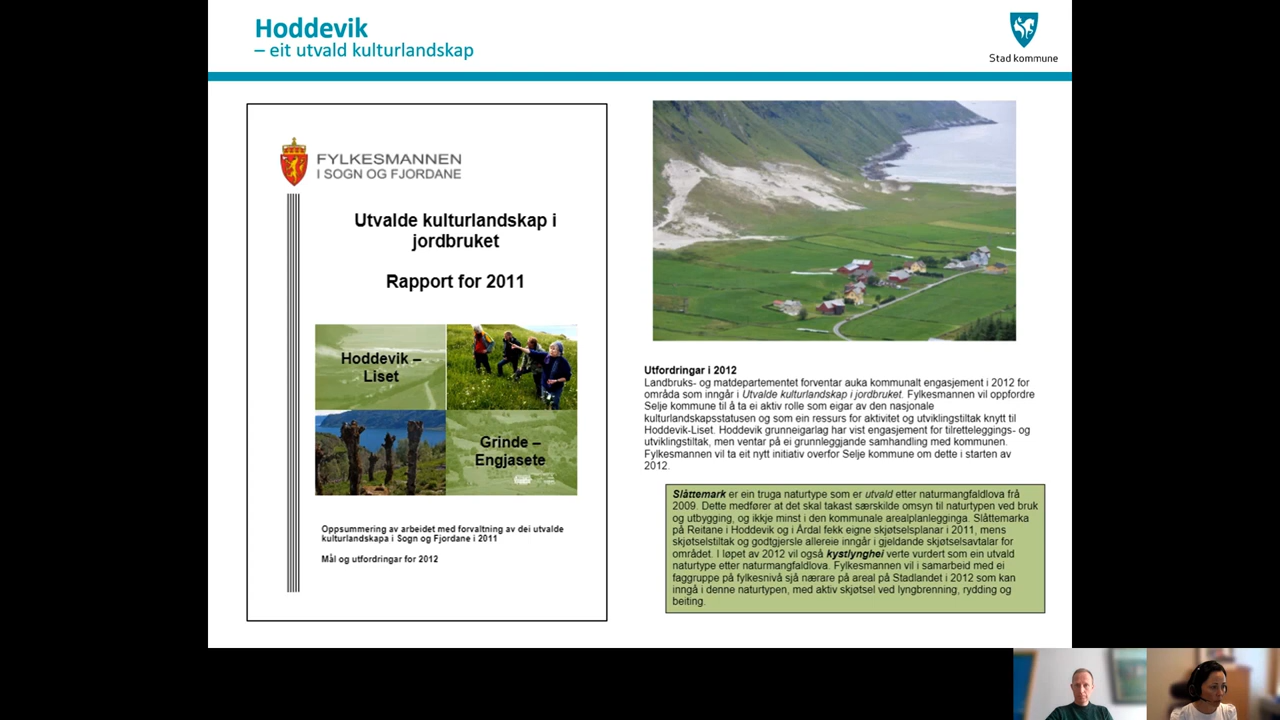 Hoddevik
– eit utvald kulturlandskap
Stad kommune
FYLKESMANNEN
I SOGN OG FJORDANE
Utvalde kulturlandskap i
jordbruket
Rapport for 2011
Hoddevik –
Liset
Grinde –
Engjasete
Oppsummering av arbeidet med forvaltning av dei utvalde
kulturlandskapa i Sogn og Fjordane i 2011
Mål og utfordringar for 2012
Utfordringar i 2012
Landbruks- og matdepartementet forventar auka kommunalt engasjement i 2012 for
områda som inngår i Utvalde kulturlandskap i jordbruket. Fylkesmannen vil oppfordre
Selje kommune til å ta ei aktiv rolle som eigar av den nasjonale
kulturlandskapsstatusen og som ein ressurs for aktivitet og utviklingstiltak knytt til
Hoddevik-Liset. Hoddevik grunneigarlag har vist engasjement for tilretteleggings- og
utviklingstiltak, men ventar på ei grunnleggjande samhandling med kommunen.
Fylkesmannen vil ta eit nytt initiativ overfor Selje kommune om dette i starten av
2012.
Slåttemark er ein truga naturtype som er utvald etter naturmangfaldlova frå
2009. Dette medfører at det skal takast særskilde omsyn til naturtypen ved bruk
og utbygging, og ikkje minst i den kommunale arealplanlegginga. Slåttemarka
på Reitane i Hoddevik og i Årdal fekk eigne skjøtselsplanar i 2011, mens
skjøtselstiltak og godtgjersle allereie inngår i gjeldande skjøtselsavtalar for
området. I løpet av 2012 vil også kystlynghei verte vurdert som ein utvald
naturtype etter naturmangfaldlova. Fylkesmannen vil i samarbeid med ei
faggruppe på fylkesnivå sjå nærare på areal på Stadlandet i 2012 som kan
inngå i denne naturtypen, med aktiv skjøtsel ved lyngbrenning, rydding og
beiting.